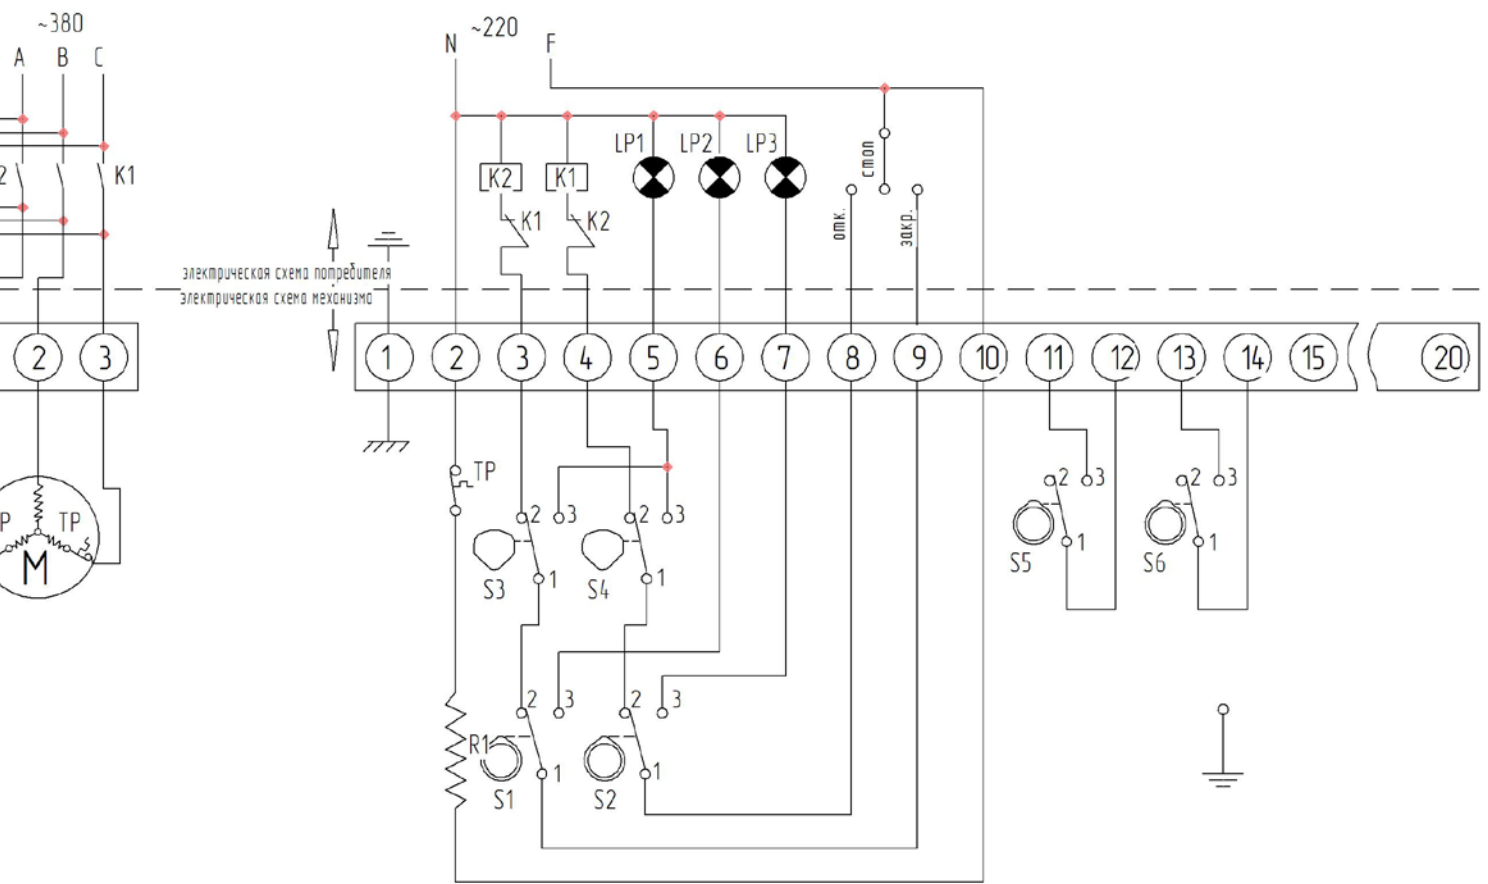 ~380
A B C
N ~220 F
LP1 LP2 LP3
стоп
2 K1
K2 K1
K1 K2
отк.
закр.
электрическая схема потребителя
электрическая схема механизма
2 3
1 2 3 4 5 6 7 8 9 10 11 12 13 14 15 20
TP
2 3 2 3
2 3 2 3
P TP
M
1 1
1 1
S3 S4
S5 S6
2 3 2 3
R1
1 1
S1 S2